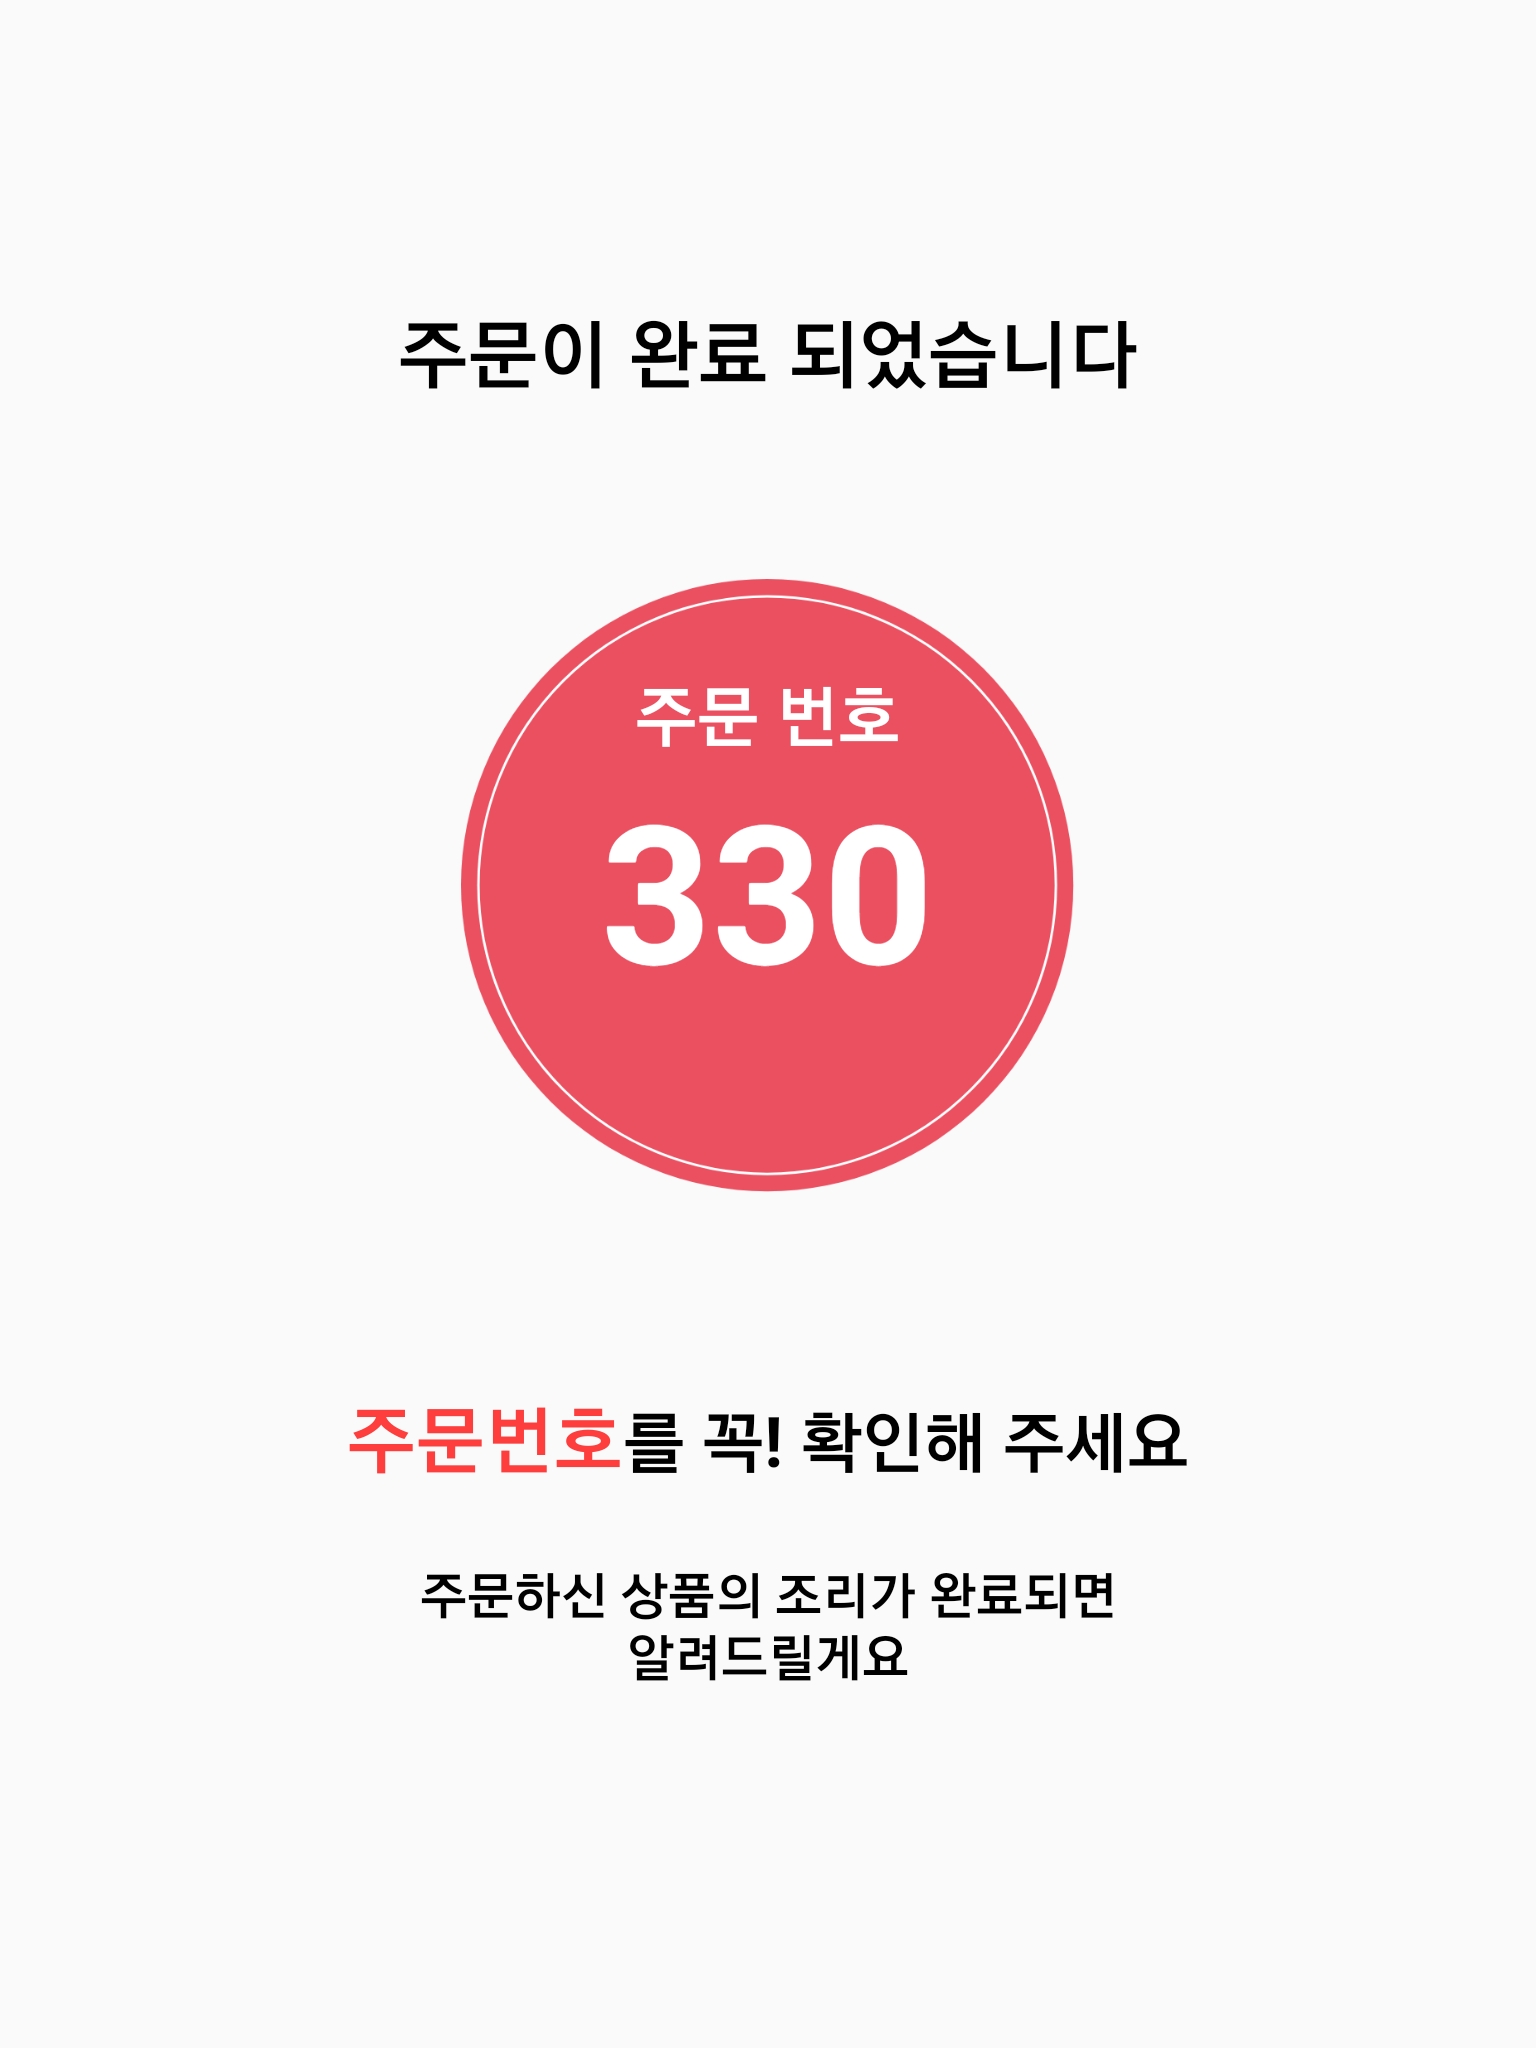 주문이 완료 되었습니다
주문 번호
330
주문번호를 꼭! 확인해 주세요
주문하신 상품의 조리가 완료되면
알려드릴게요